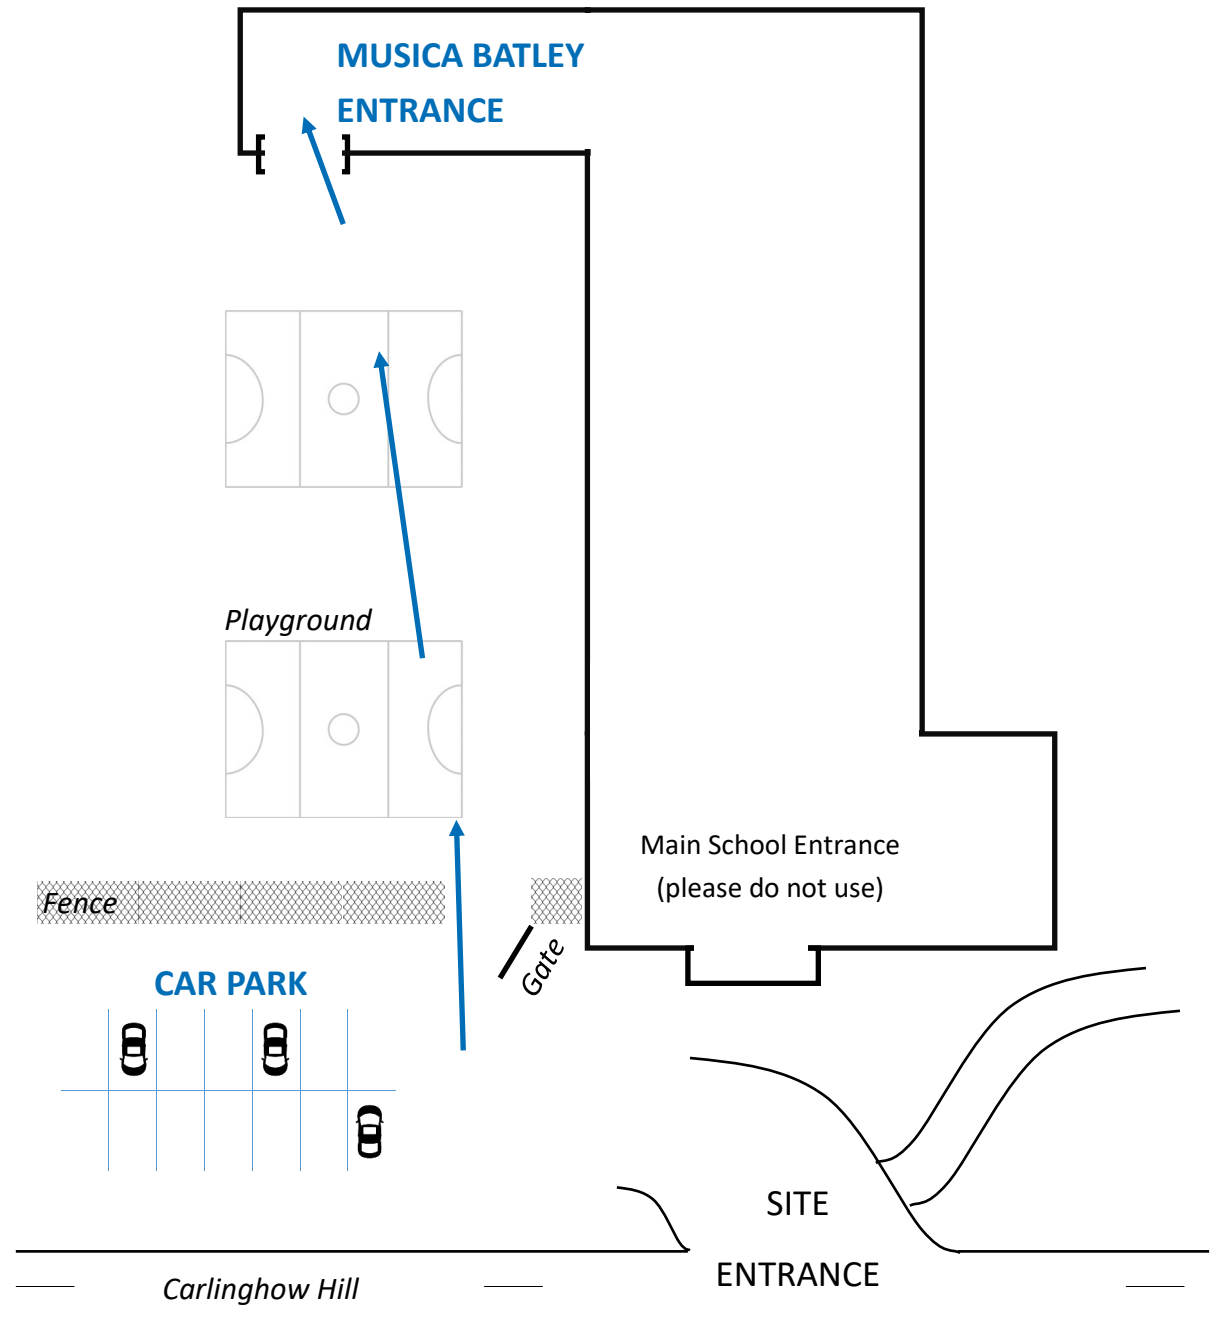 MUSICA BATLEY
ENTRANCE
Playground
Main School Entrance
(please do not use)
Fence
Gate
CAR PARK
SITE
ENTRANCE
Carlinghow Hill